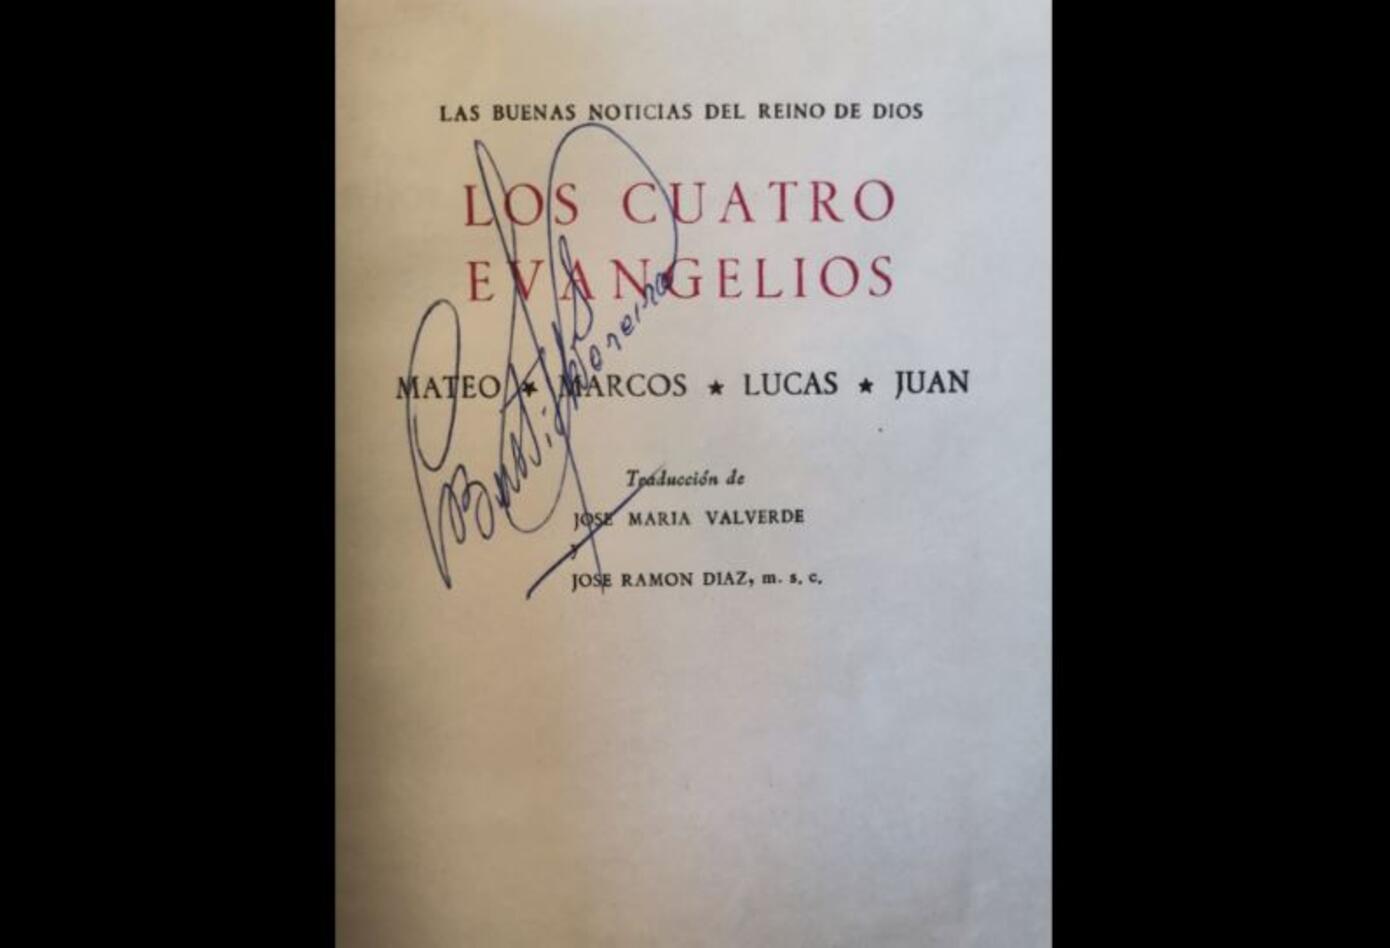 LAS BUENAS NOTICIAS DEL REINO DE DIOS
LOS CUATRO
EVANGELIOS
MATEO ★ MARCOS ★ LUCAS ★ JUAN
Traducción de
JOSE MARIA VALVERDE
y
JOSE RAMON DIAZ, m. s. c.
Moreira